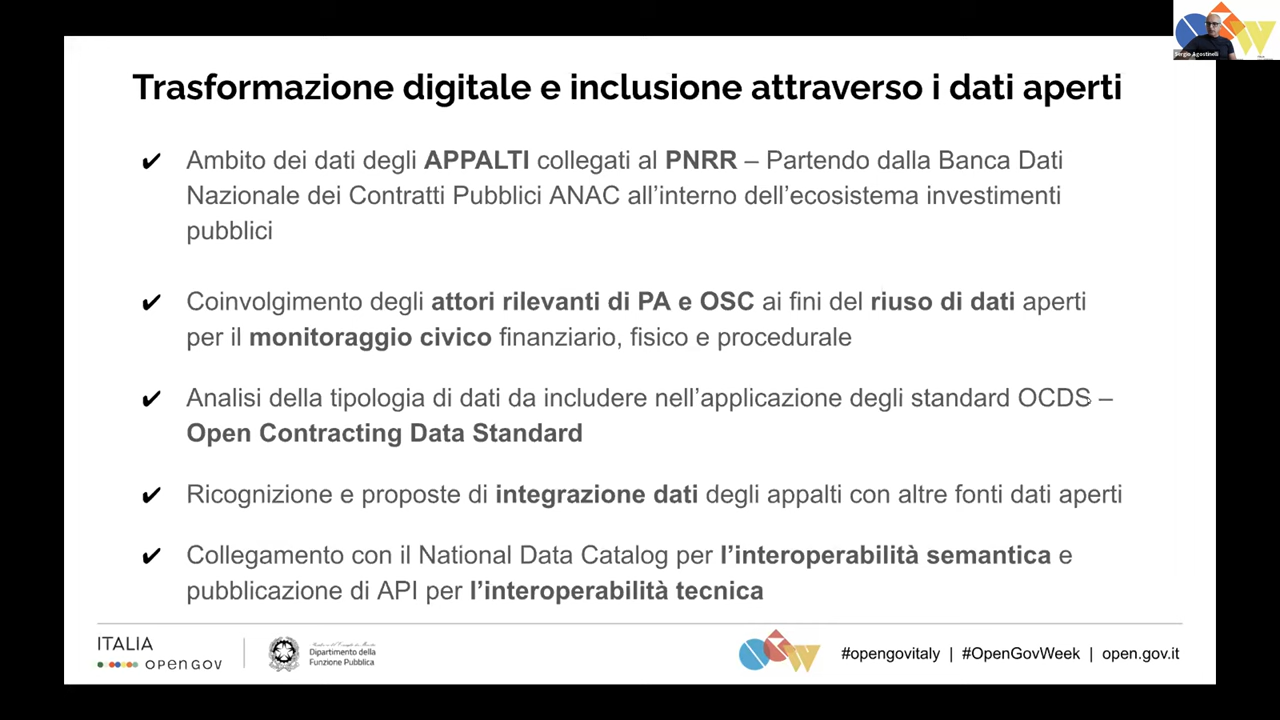 Sergio Agostinelli
Trasformazione digitale e inclusione attraverso i dati aperti
✔ Ambito dei dati degli APPALTI collegati al PNRR – Partendo dalla Banca Dati
Nazionale dei Contratti Pubblici ANAC all’interno dell’ecosistema investimenti
pubblici
✔ Coinvolgimento degli attori rilevanti di PA e OSC ai fini del riuso di dati aperti
per il monitoraggio civico finanziario, fisico e procedurale
✔ Analisi della tipologia di dati da includere nell’applicazione degli standard OCDS –
Open Contracting Data Standard
✔ Ricognizione e proposte di integrazione dati degli appalti con altre fonti dati aperti
✔ Collegamento con il National Data Catalog per l’interoperabilità semantica e
pubblicazione di API per l’interoperabilità tecnica
ITALIA
OPEN GOV
Dipartimento della
Funzione Pubblica
OGW
#opengovitaly | #OpenGovWeek | open.gov.it